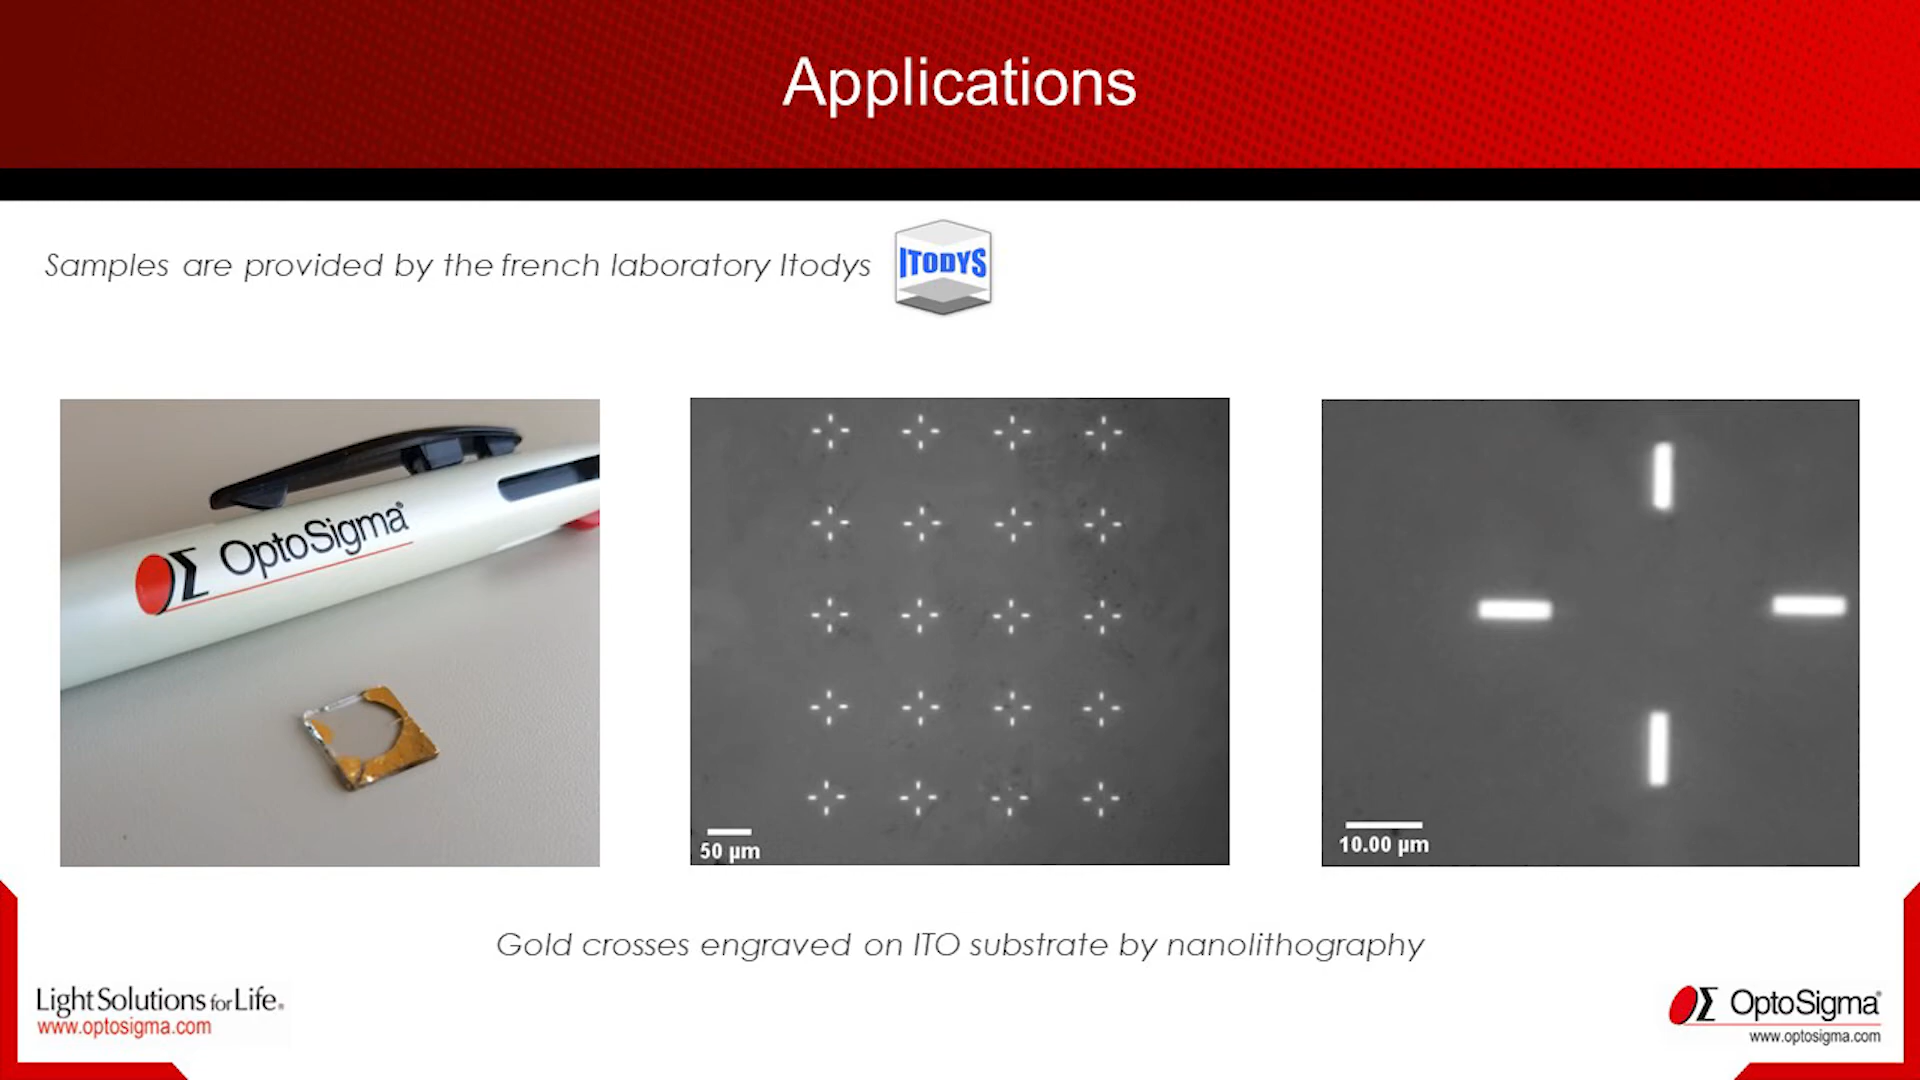 Applications
Samples are provided by the french laboratory Itodys
ITODYS
OptoSigma
50 µm
10.00 µm
Gold crosses engraved on ITO substrate by nanolithography
Light Solutions for Life.
www.optosigma.com
OptoSigma®
www.optosigma.com